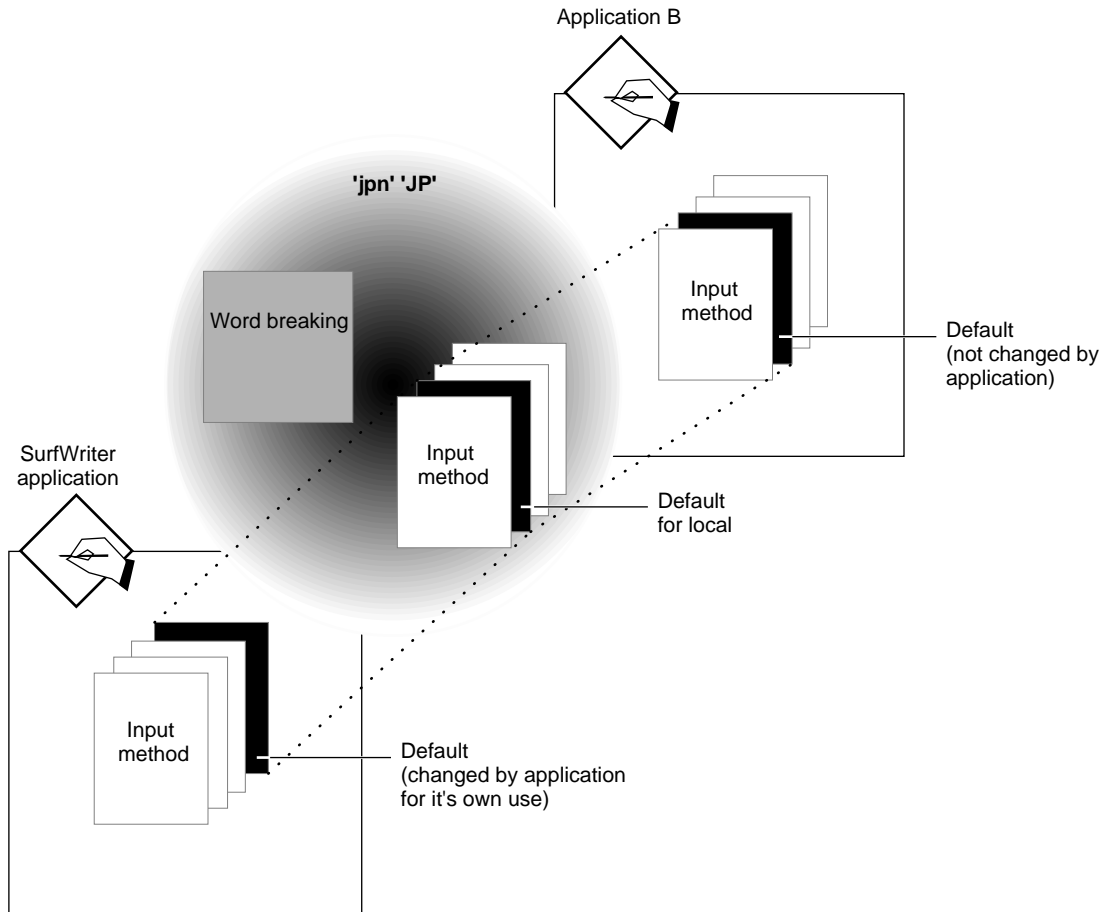 Application B
'jpn' 'JP'
Word breaking
Input
method
Default
(not changed by
application)
Input
method
Default
for local
SurfWriter
application
Input
method
Default
(changed by application
for it's own use)